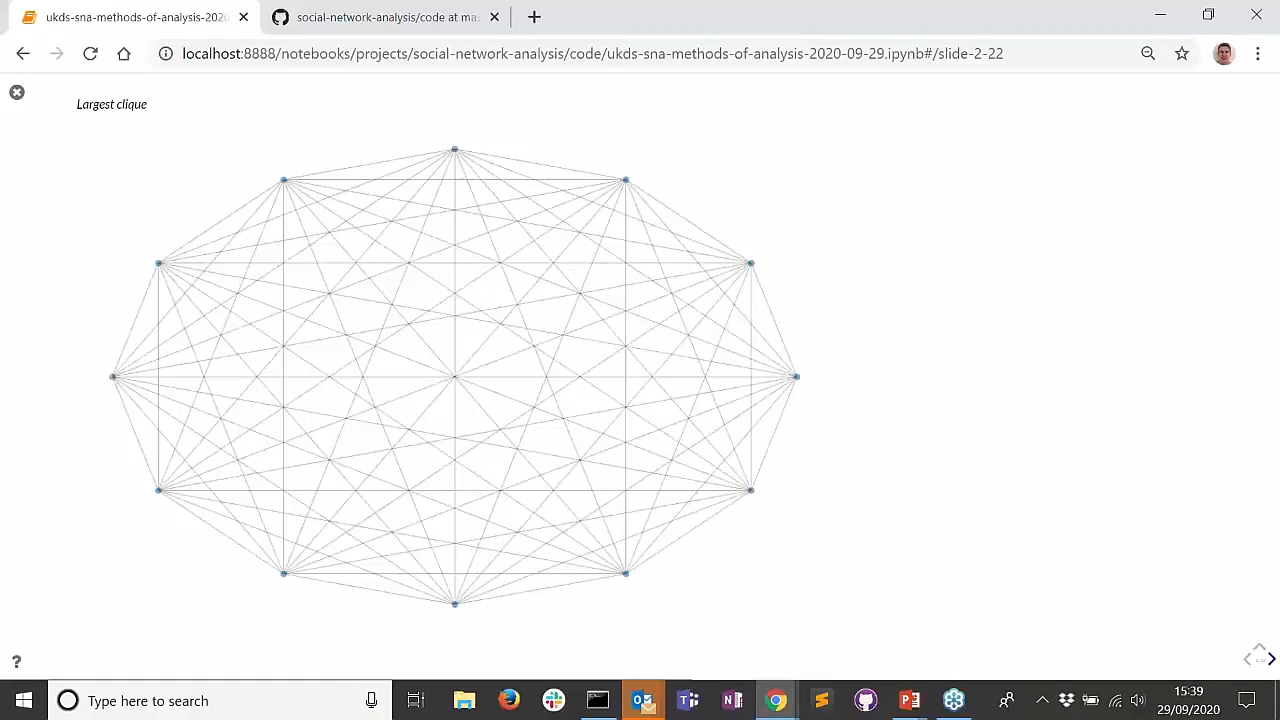 ukds-sna-methods-of-analysis-2020
social-network-analysis/code at ma
localhost:8888/notebooks/projects/social-network-analysis/code/ukds-sna-methods-of-analysis-2020-09-29.ipynb#/slide-2-22
Largest clique
?
Type here to search
15:39
29/09/2020